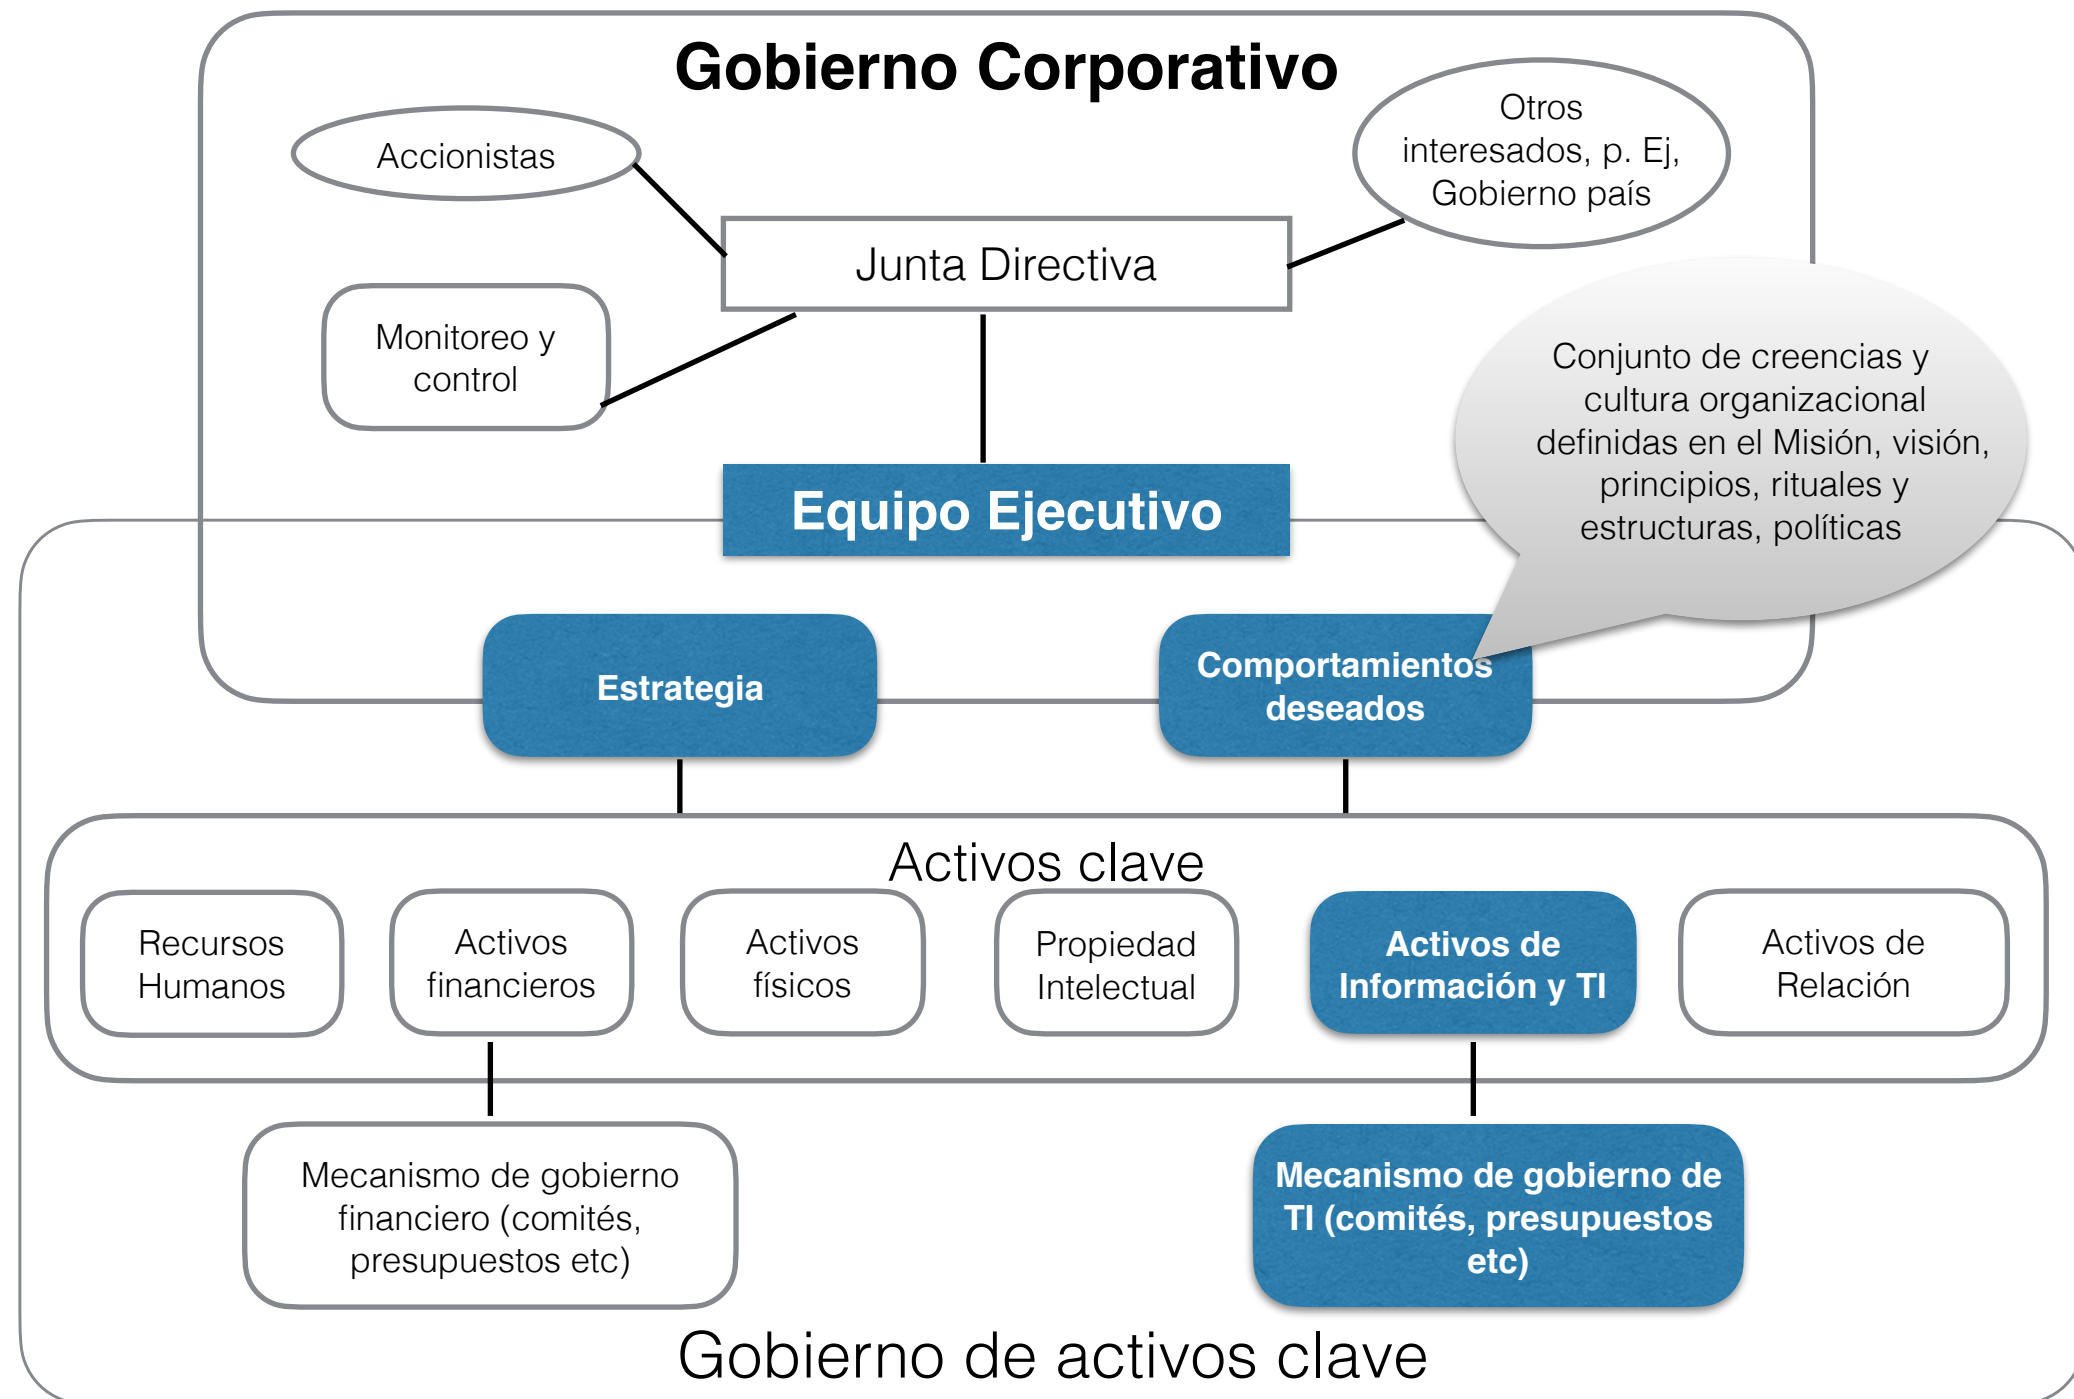 Gobierno Corporativo
Accionistas
Otros
interesados, p. Ej,
Gobierno país
Junta Directiva
Monitoreo y
control
Conjunto de creencias y
cultura organizacional
definidas en el Misión, visión,
principios, rituales y
estructuras, políticas
Equipo Ejecutivo
Estrategia
Comportamientos
deseados
Activos clave
Recursos
Humanos
Activos
financieros
Activos
físicos
Propiedad
Intelectual
Activos de
Información y TI
Activos de
Relación
Mecanismo de gobierno
financiero (comités,
presupuestos etc)
Mecanismo de gobierno de
TI (comités, presupuestos
etc)
Gobierno de activos clave